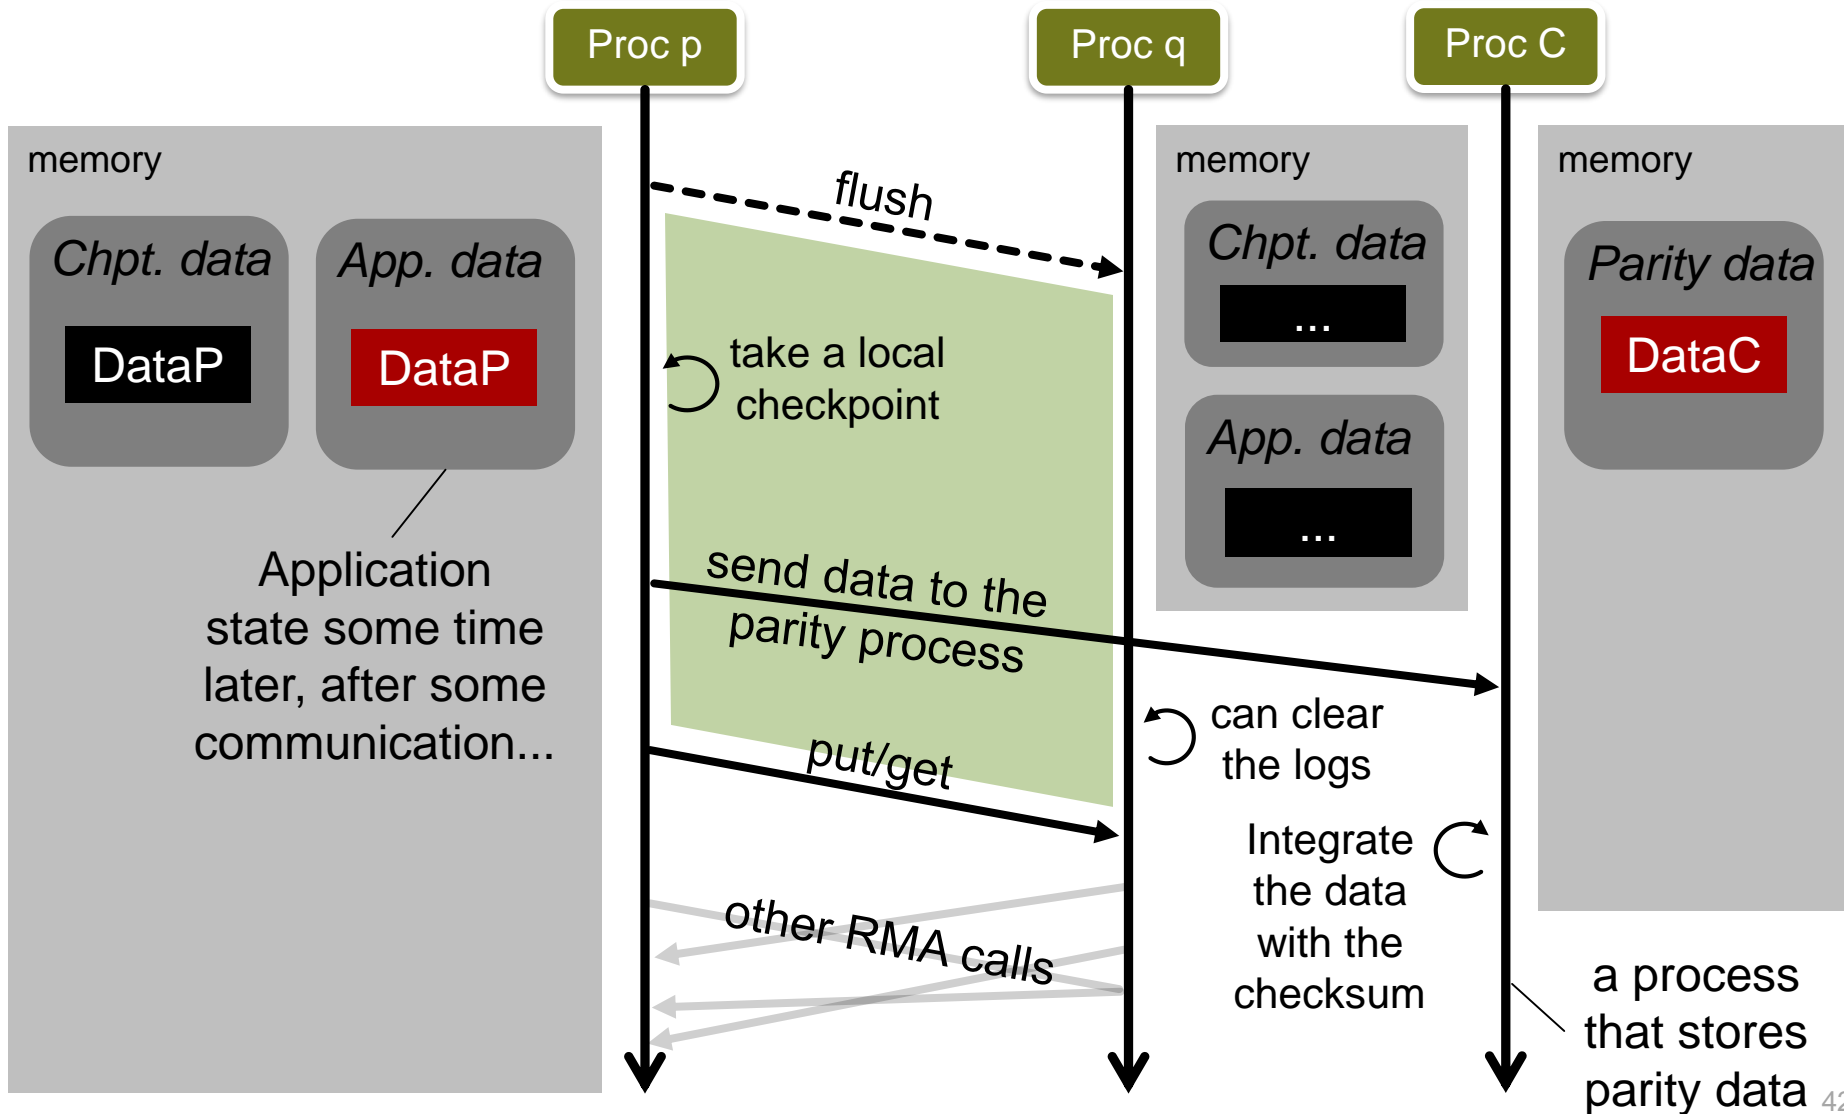 Proc p
Proc q
Proc C
memory
Chpt. data
DataP
App. data
DataP
Application
state some time
later, after some
communication...
flush
take a local
checkpoint
send data to the
parity process
put/get
other RMA calls
memory
Chpt. data
...
App. data
...
can clear
the logs
Integrate
the data
with the
checksum
memory
Parity data
DataC
a process
that stores
parity data
42